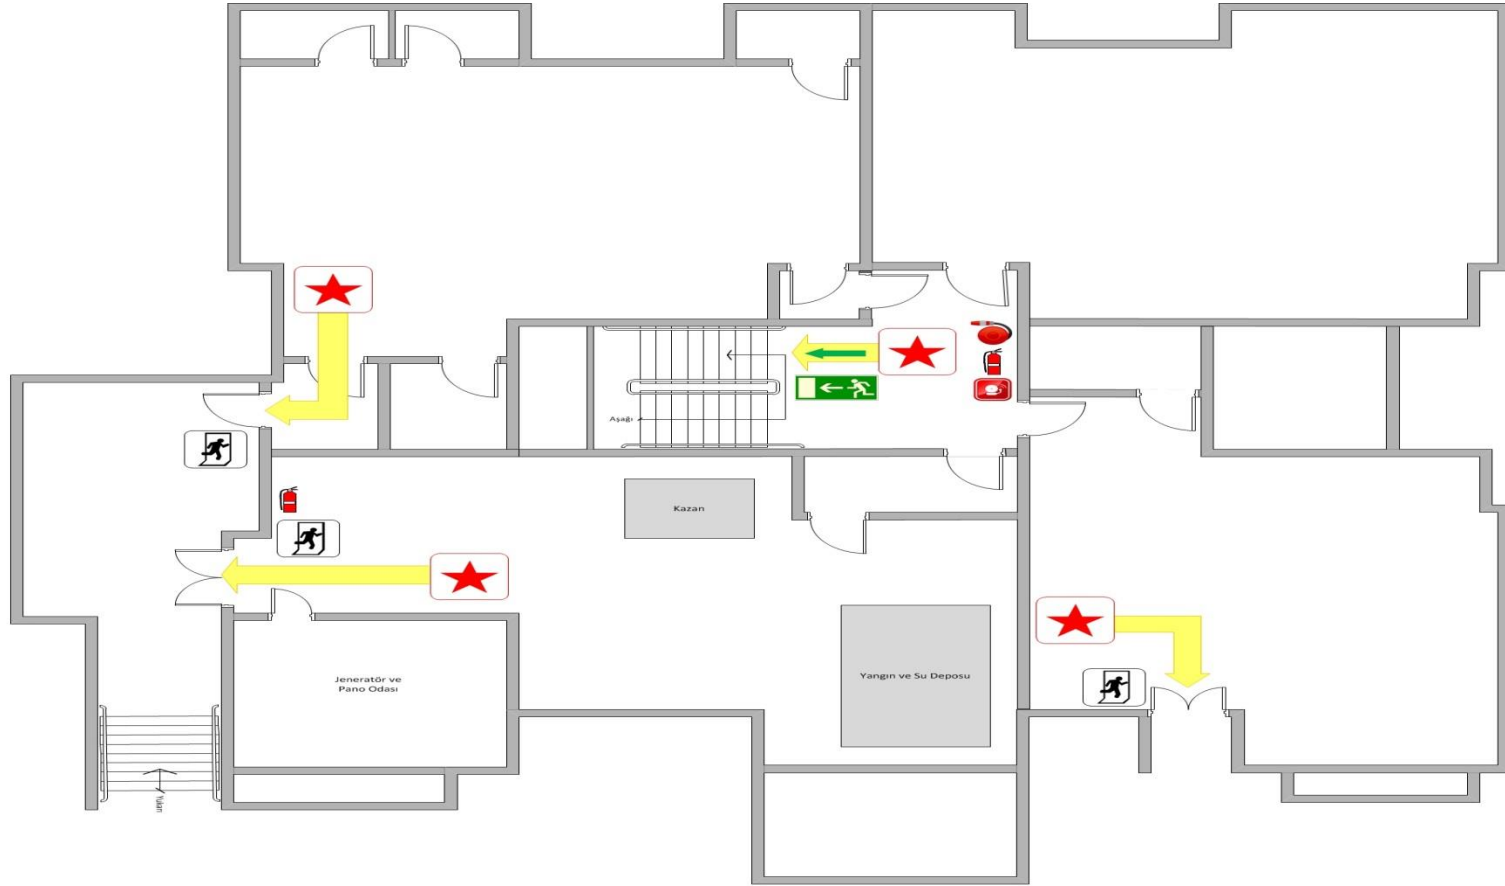 Aşağı
Kazan
Yangın ve Su Deposu
Jeneratör ve
Pano Odası
Yukarı